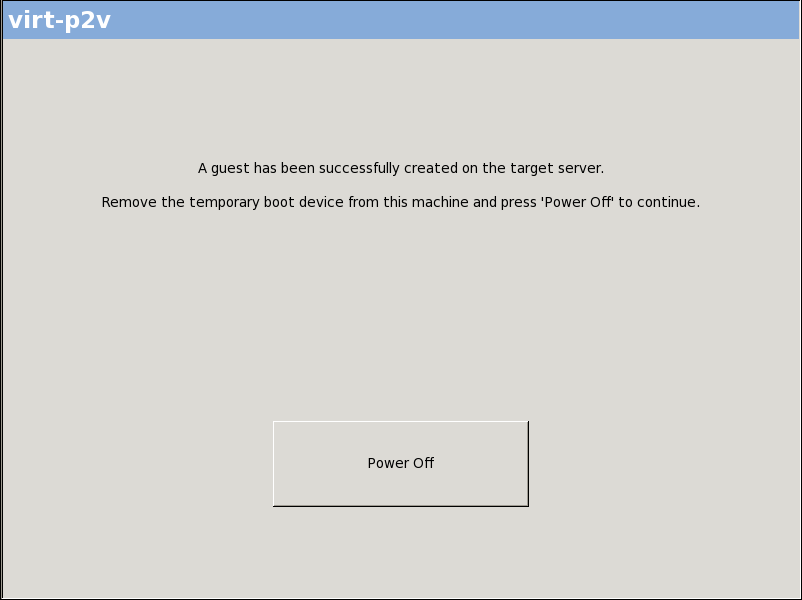 virt-p2v
A guest has been successfully created on the target server.
Remove the temporary boot device from this machine and press 'Power Off' to continue.
Power Off